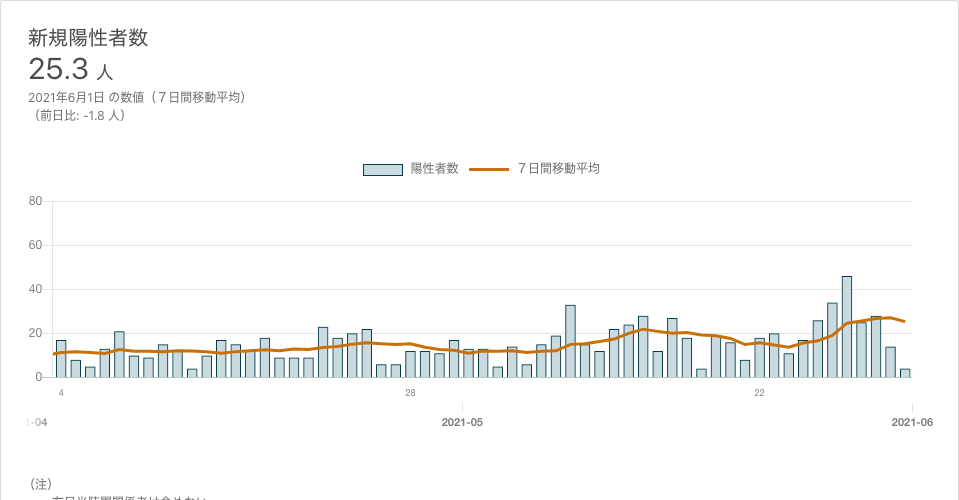 新規陽性者数
25.3 人
2021年6月1日 の数値（７日間移動平均）
（前日比: -1.8 人）
陽性者数 ７日間移動平均
80
60
40
20
0
4 28 22
-04 2021-05 2021-06
（注）